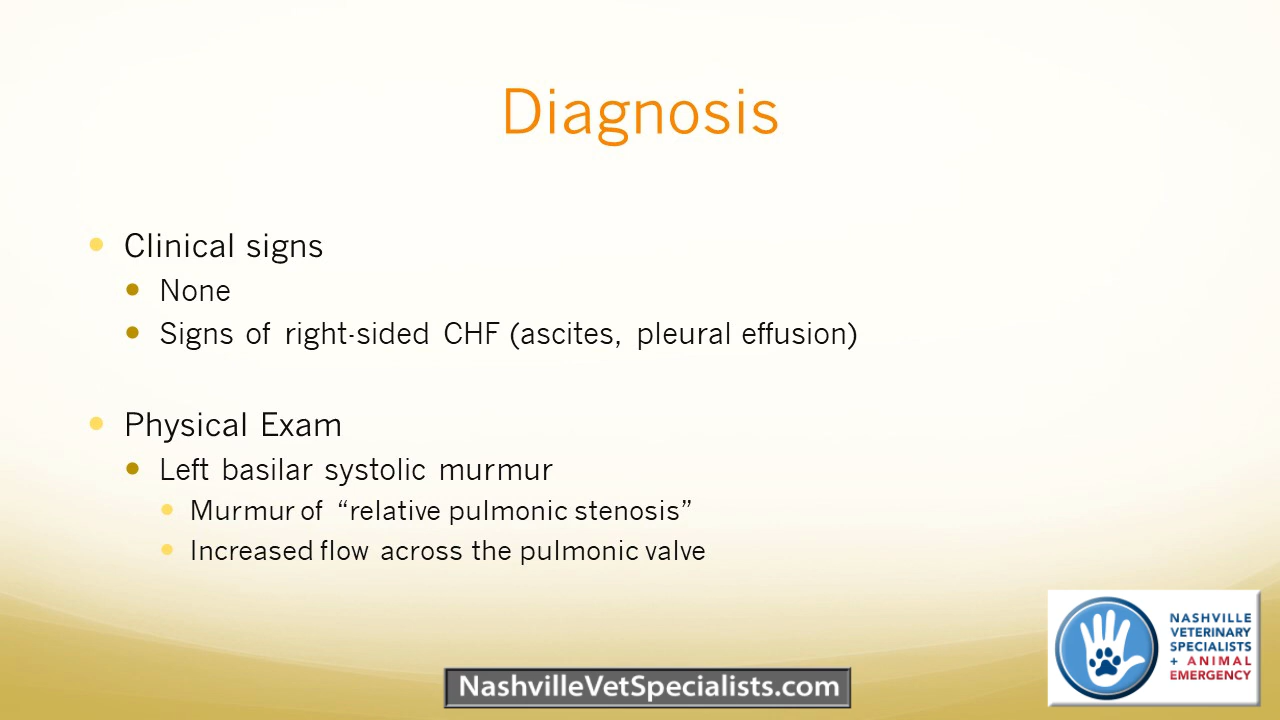 Diagnosis
Clinical signs
None
Signs of right-sided CHF (ascites, pleural effusion)
Physical Exam
Left basilar systolic murmur
Murmur of “relative pulmonic stenosis”
Increased flow across the pulmonic valve
NASHVILLE
VETERINARY
SPECIALISTS
+ ANIMAL
EMERGENCY
NashvilleVetSpecialists.com